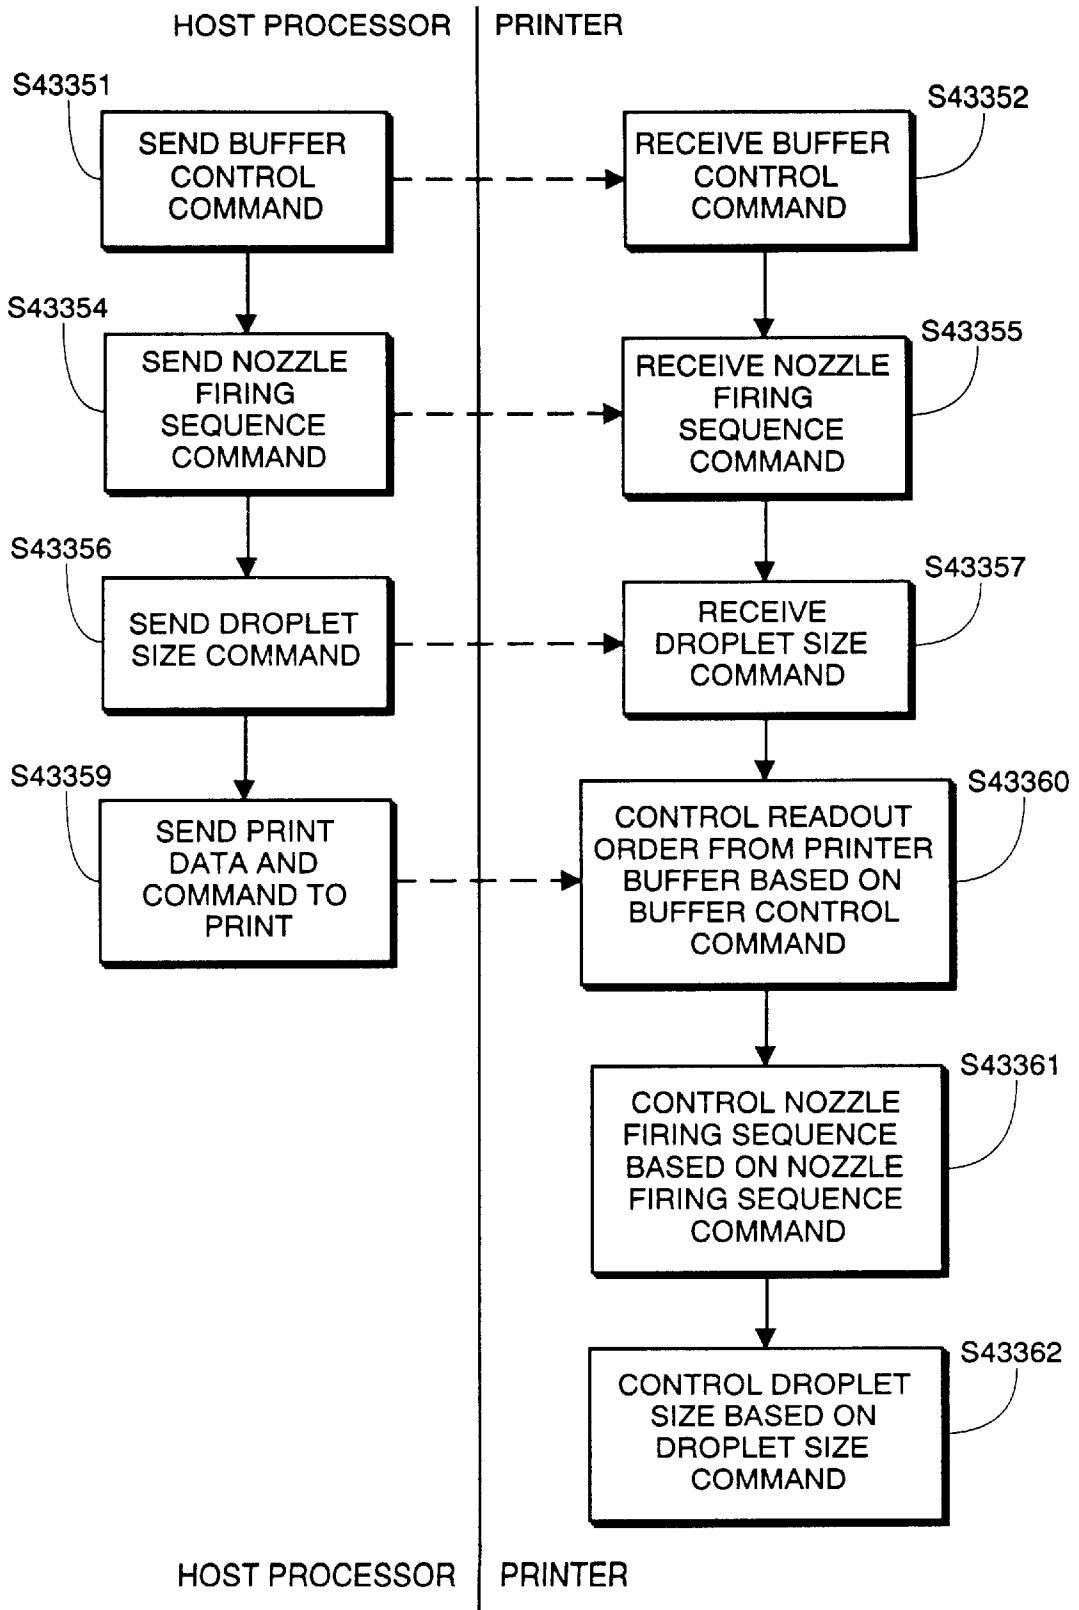 HOST PROCESSOR
PRINTER
S43351
SEND BUFFER
CONTROL
COMMAND
S43352
RECEIVE BUFFER
CONTROL
COMMAND
S43354
SEND NOZZLE
FIRING
SEQUENCE
COMMAND
S43355
RECEIVE NOZZLE
FIRING
SEQUENCE
COMMAND
S43356
SEND DROPLET
SIZE COMMAND
S43357
RECEIVE
DROPLET SIZE
COMMAND
S43359
SEND PRINT
DATA AND
COMMAND TO
PRINT
S43360
CONTROL READOUT
ORDER FROM PRINTER
BUFFER BASED ON
BUFFER CONTROL
COMMAND
S43361
CONTROL NOZZLE
FIRING SEQUENCE
BASED ON NOZZLE
FIRING SEQUENCE
COMMAND
S43362
CONTROL DROPLET
SIZE BASED ON
DROPLET SIZE
COMMAND
HOST PROCESSOR
PRINTER